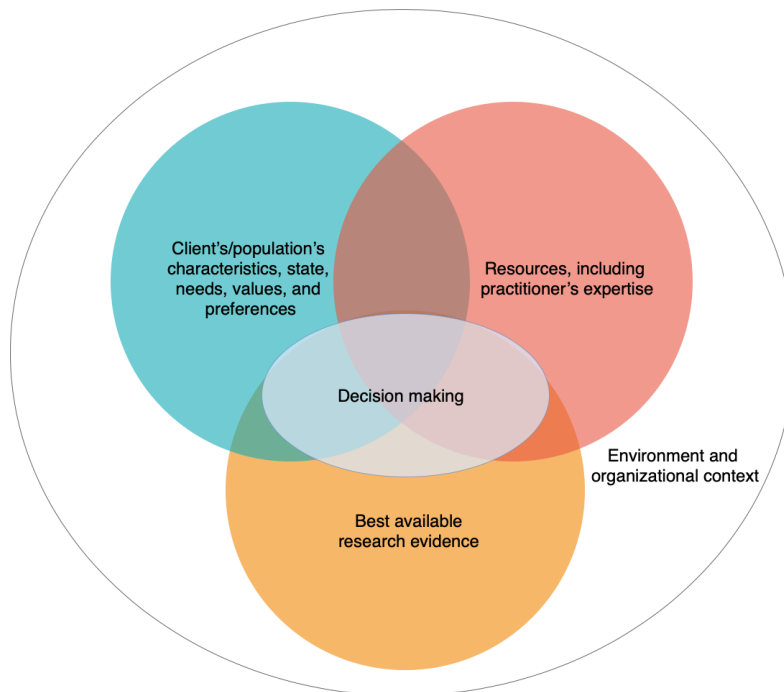 Client's/population's
characteristics, state,
needs, values, and
preferences
Resources, including
practitioner's expertise
Decision making
Environment and
organizational context
Best available
research evidence